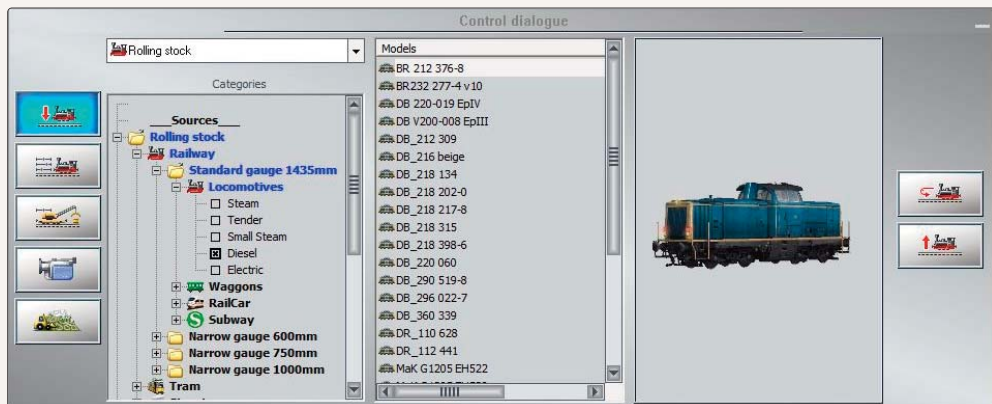 Control dialogue
Rolling stock
Categories
___Sources___
Rolling stock
Railway
Standard gauge 1435mm
Locomotives
Steam
Tender
Small Steam
Diesel
Electric
Waggons
RailCar
Subway
Narrow gauge 600mm
Narrow gauge 750mm
Narrow gauge 1000mm
Tram
Models
BR 212 376-8
BR232 277-4 v10
DB 220-019 EpIV
DB V200-008 EpIII
DB_212 309
DB_216 beige
DB_218 134
DB_218 202-0
DB_218 217-8
DB_218 315
DB_218 398-6
DB_220 060
DB_290 519-8
DB_296 022-7
DB_360 339
DR_110 628
DR_112 441
MaK G1205 EH522